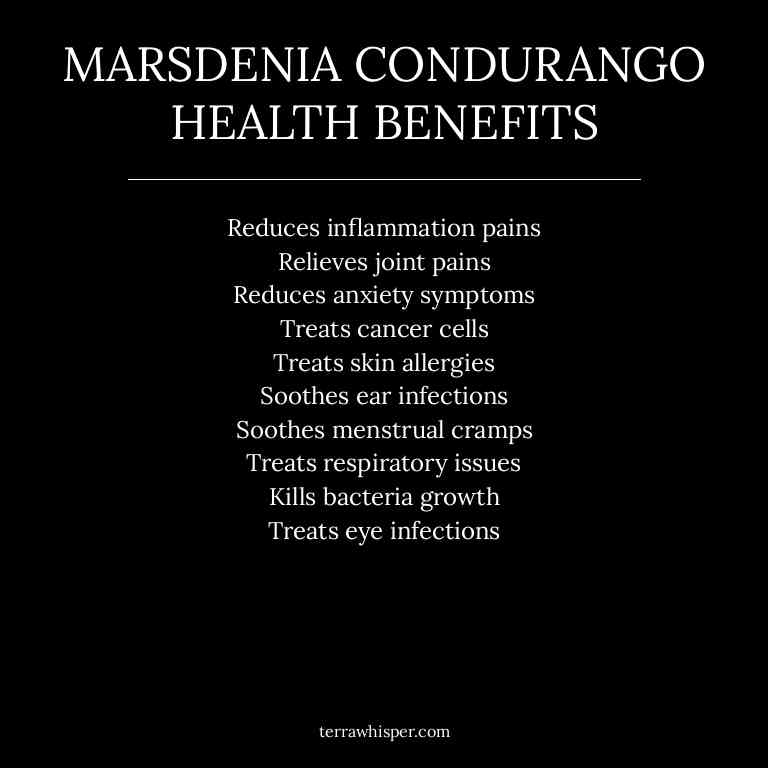 MARSDENIA CONDURANGO
HEALTH BENEFITS
Reduces inflammation pains
Relieves joint pains
Reduces anxiety symptoms
Treats cancer cells
Treats skin allergies
Soothes ear infections
Soothes menstrual cramps
Treats respiratory issues
Kills bacteria growth
Treats eye infections
terrawhisper.com